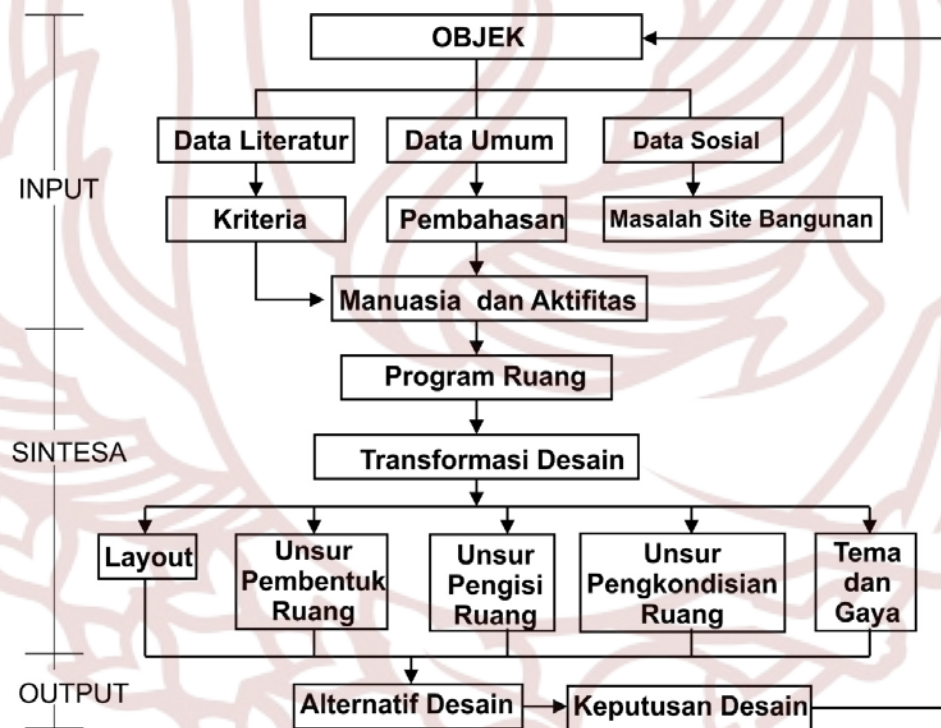 OBJEK
Data Literatur
Data Umum
Data Sosial
INPUT
Kriteria
Pembahasan
Masalah Site Bangunan
Manuasia dan Aktifitas
Program Ruang
SINTESA
Transformasi Desain
Layout
Unsur
Pembentuk
Ruang
Unsur
Pengisi
Ruang
Unsur
Pengkondisian
Ruang
Tema
dan
Gaya
OUTPUT
Alternatif Desain
Keputusan Desain